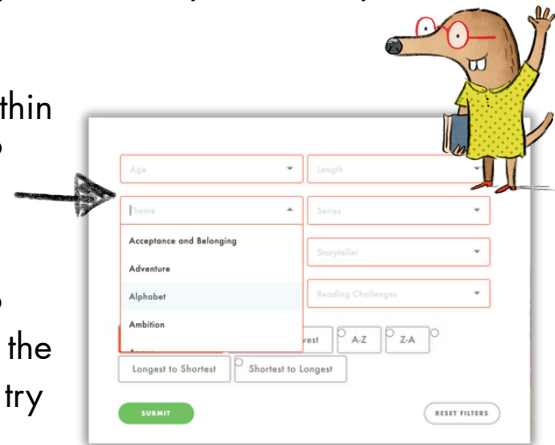 thin
Age
Length
Theme
Series
Acceptance and Belonging
Adventure
Storyteller
Alphabet
Reading Challenges
Ambition
A-Z
Z-A
the
Longest to Shortest
Shortest to Longest
try
SUBMIT
RESET FILTERS